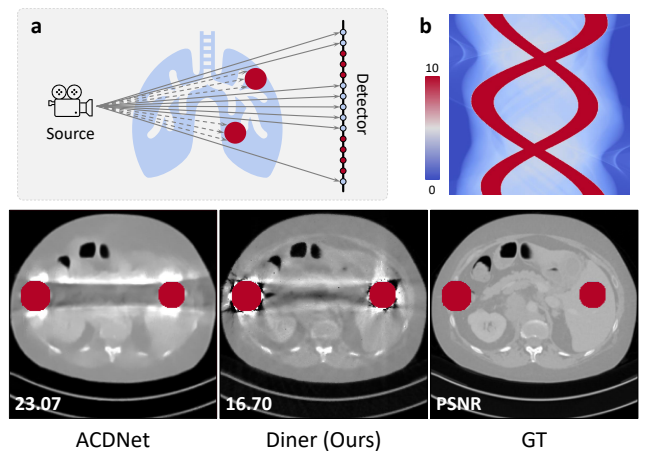 a
Source
Detector
b
10
0
23.07
16.70
PSNR
ACDNet
Diner (Ours)
GT